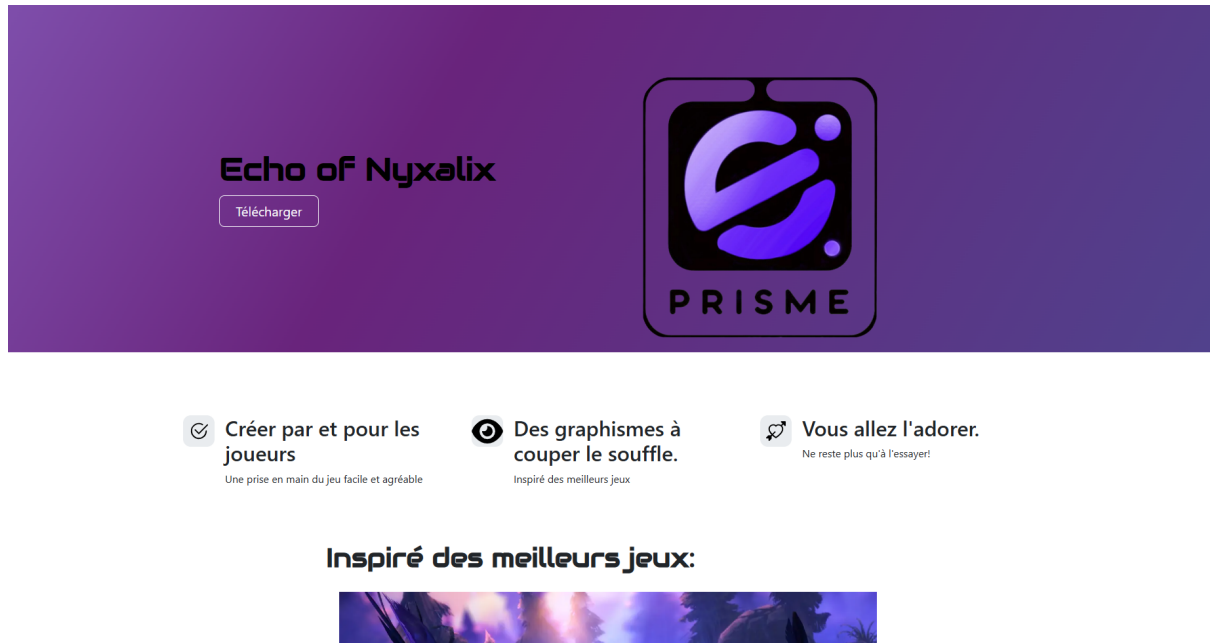 Echo of Nyxalix
Télécharger
PRISME
Créer par et pour les
joueurs
Une prise en main du jeu facile et agréable
Des graphismes à
couper le souffle.
Inspiré des meilleurs jeux
Vous allez l'adorer.
Ne reste plus qu'à l'essayer!
Inspiré des meilleurs jeux: